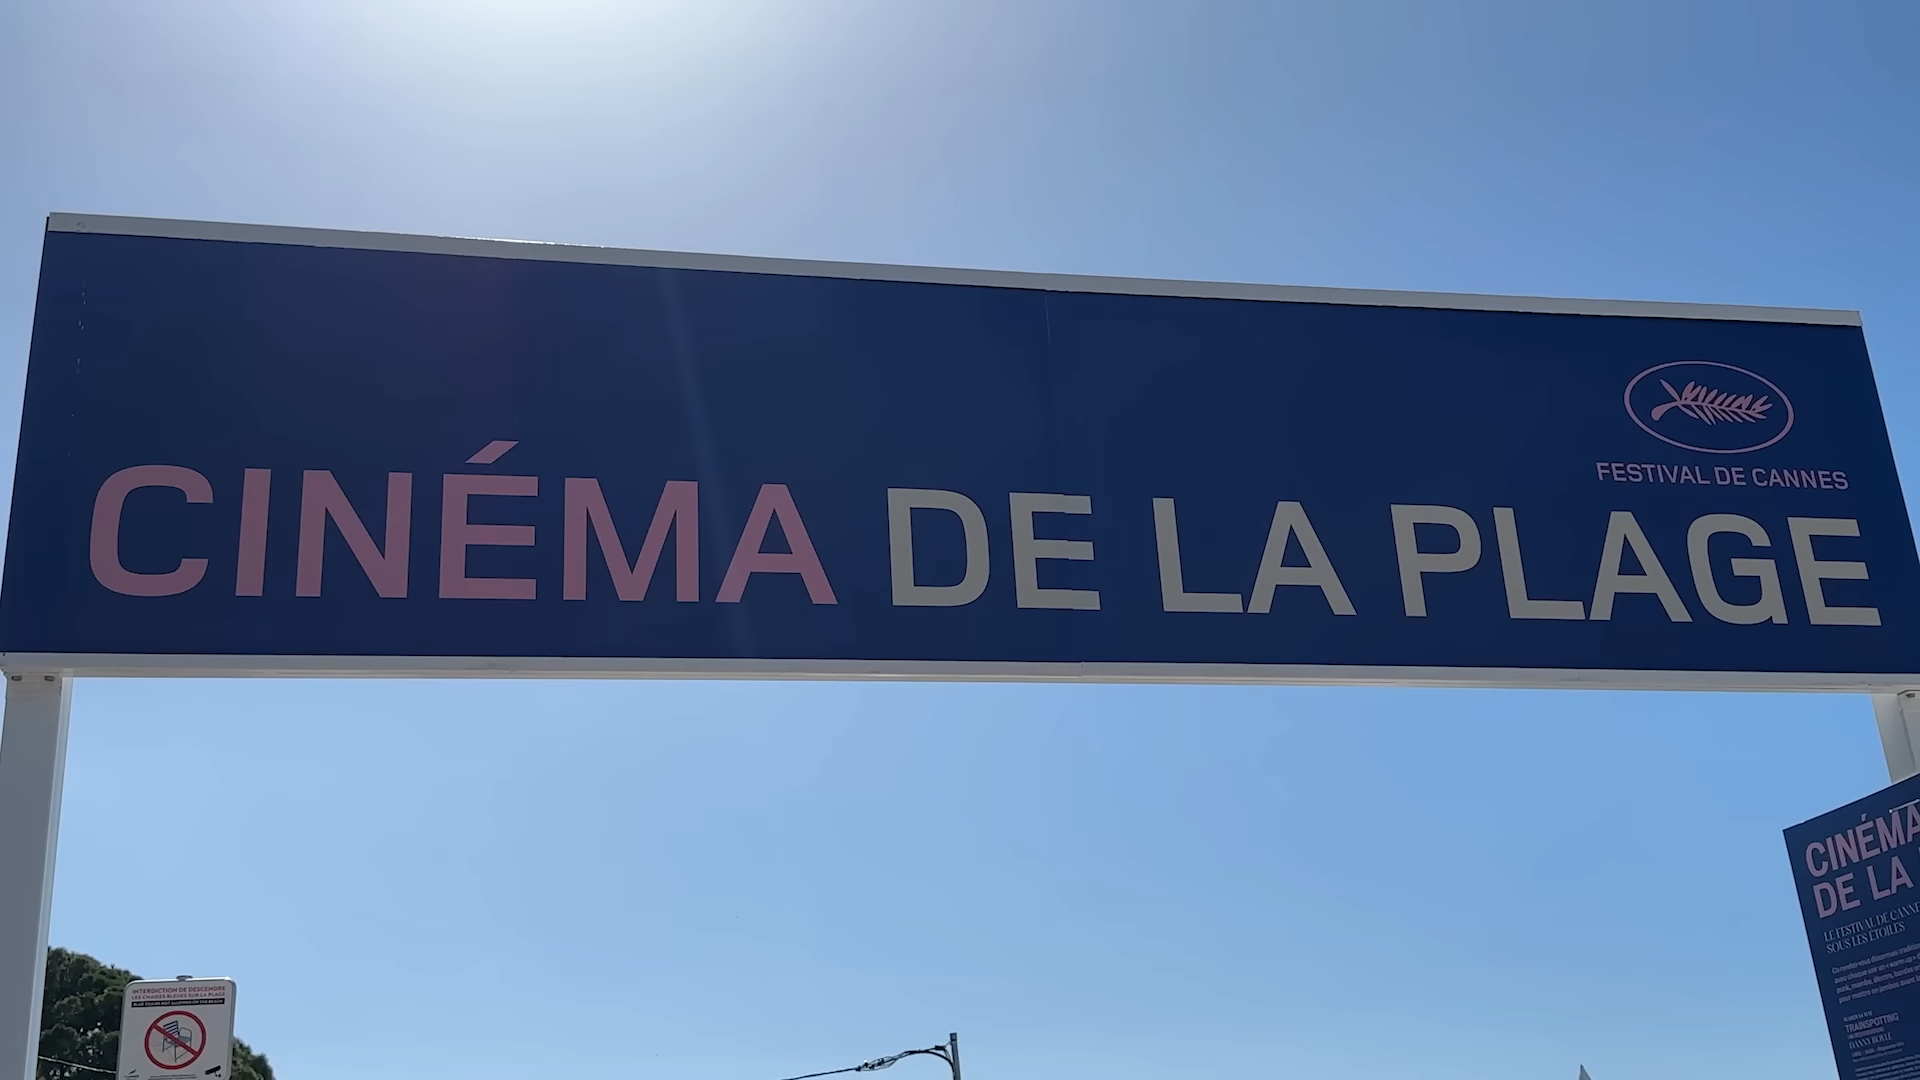 FESTIVAL DE CANNES
CINÉMA DE LA PLAGE
CINÉMA
DE LA
LE FESTIVAL DE CANNES
SOUS LES ÉTOILES
TRAINSPOTTING
DANNY BOYLE
INTERDICTION DE DESCENDRE
LES CHAISES BLEUES SUR LA PLAGE